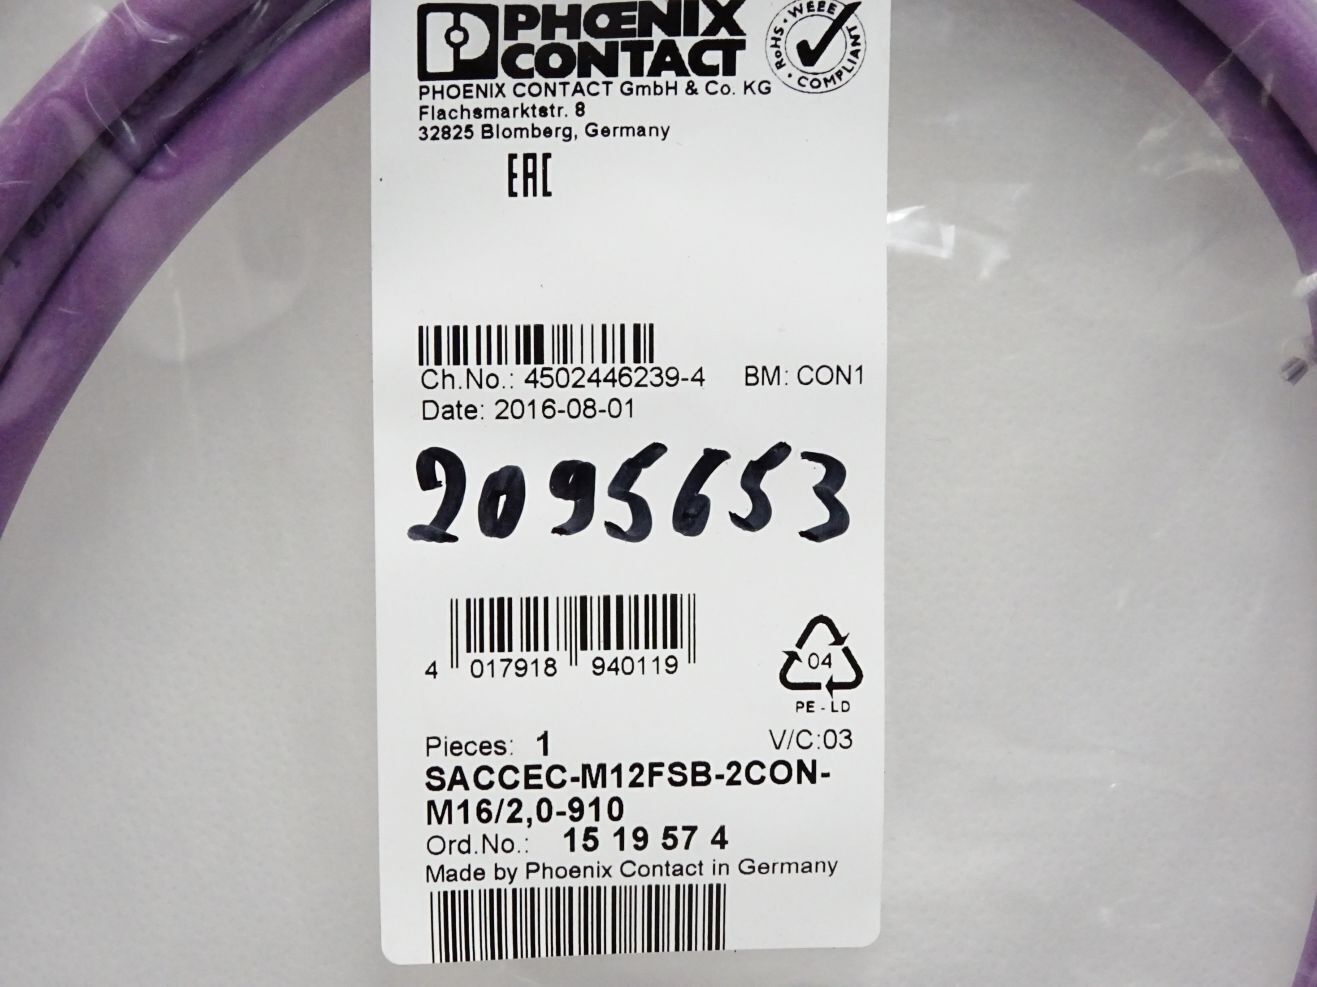 PHŒNIX
CONTACT
RoHS · WEEE · COMPLIANT
PHOENIX CONTACT GmbH & Co. KG
Flachsmarktstr. 8
32825 Blomberg, Germany
EAC
Ch.No.: 4502446239-4 BM: CON1
Date: 2016-08-01
2095653
4 017918 940119
04
PE-LD
Pieces: 1 V/C:03
SACCEC-M12FSB-2CON-
M16/2,0-910
Ord.No.: 15 19 57 4
Made by Phoenix Contact in Germany